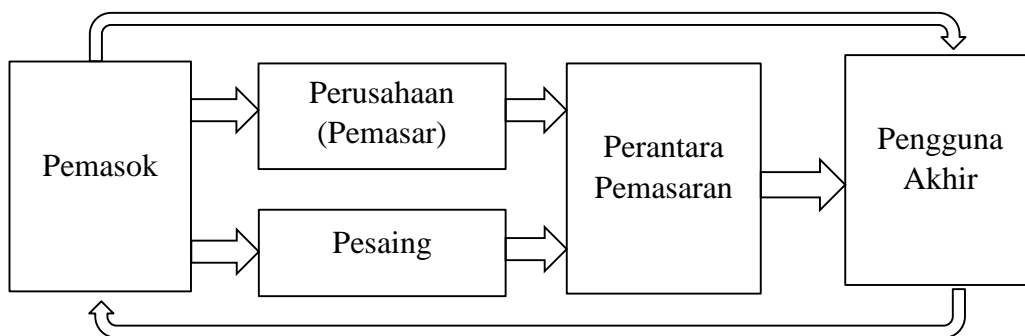 Pemasok
Perusahaan
(Pemasar)
Pesaing
Perantara
Pemasaran
Pengguna
Akhir